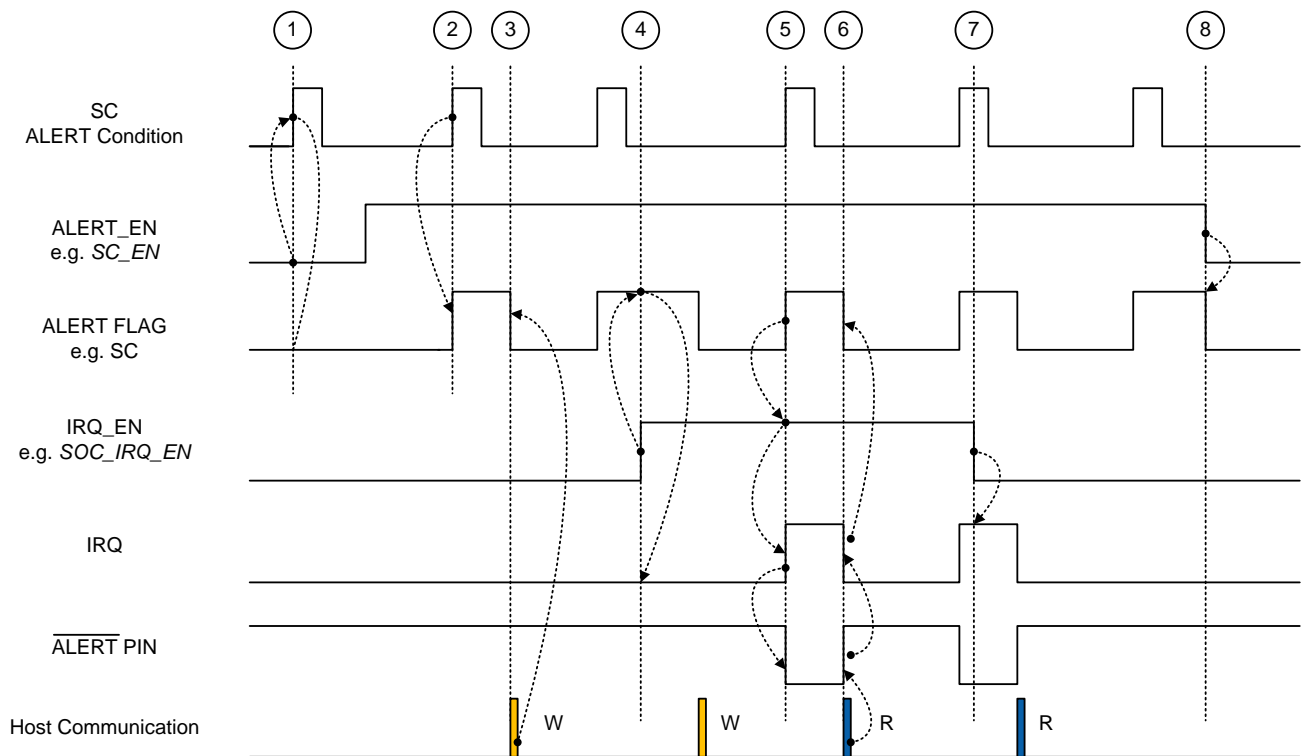 1 2 3 4 5 6 7 8
SC
ALERT Condition
ALERT_EN
e.g. SC_EN
ALERT FLAG
e.g. SC
IRQ_EN
e.g. SOC_IRQ_EN
IRQ
ALERT PIN
Host Communication W W R R